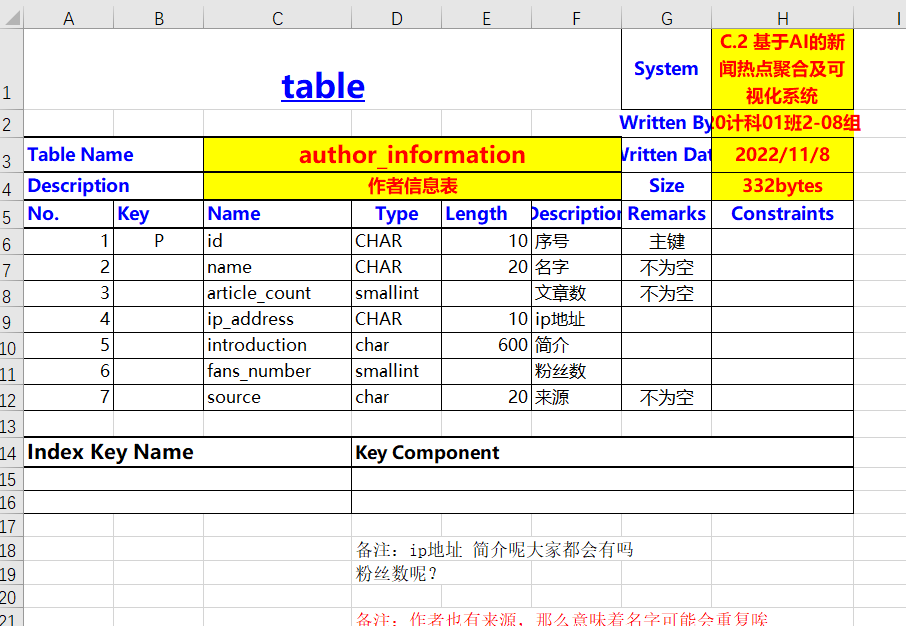 A B C D E F G H I
1 table System C.2 基于AI的新
闻热点聚合及可
视化系统
2 Written By 20计科01班2-08组
3 Table Name author_information Written Dat 2022/11/8
4 Description 作者信息表 Size 332bytes
5 No. Key Name Type Length Description Remarks Constraints
6 1 P id CHAR 10 序号 主键
7 2 name CHAR 20 名字 不为空
8 3 article_count smallint 文章数 不为空
9 4 ip_address CHAR 10 ip地址
10 5 introduction char 600 简介
11 6 fans_number smallint 粉丝数
12 7 source char 20 来源 不为空
13
14 Index Key Name Key Component
15
16
17
18 备注：ip地址 简介呢大家都会有吗
19 粉丝数呢？
20
21 备注：作者也有来源，那么意味着名字可能会重复唉